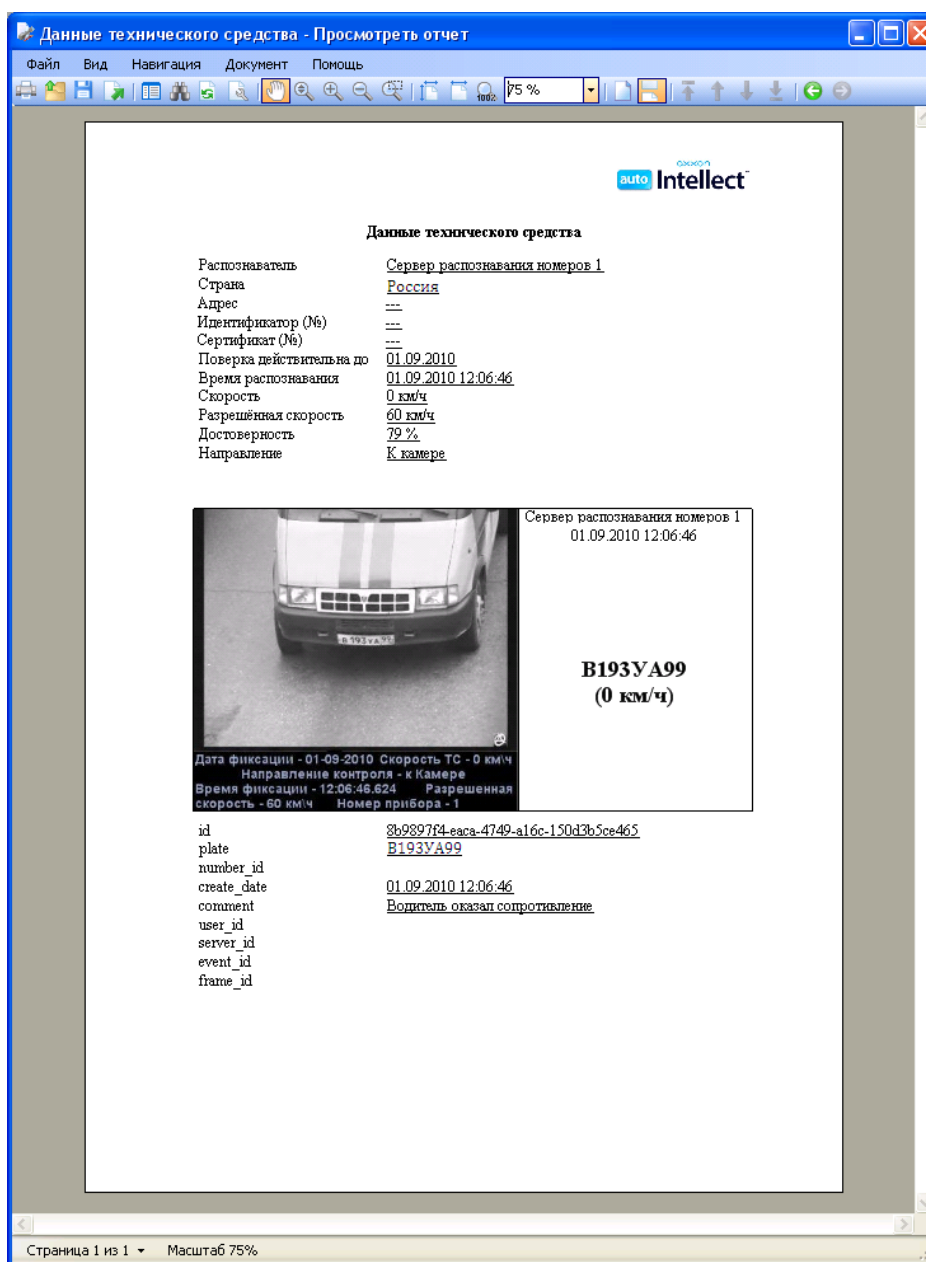 Данные технического средства - Просмотреть отчет
Файл Вид Навигация Документ Помощь
100% 75 %
axxon
auto Intellect
Данные технического средства
Распознаватель Сервер распознавания номеров 1
Страна Россия
Адрес ---
Идентификатор (№) ---
Сертификат (№) ---
Поверка действительна до 01.09.2010
Время распознавания 01.09.2010 12:06:46
Скорость 0 км/ч
Разрешённая скорость 60 км/ч
Достоверность 79 %
Направление К камере
Сервер распознавания номеров 1
01.09.2010 12:06:46
В193УА99
(0 км/ч)
В 193УА 99
Дата фиксации - 01-09-2010 Скорость ТС - 0 км\ч
Направление контроля - к Камере
Время фиксации - 12:06:46.624 Разрешенная
скорость - 60 км\ч Номер прибора - 1
id 8b9897f4-eaca-4749-a16c-150d3b5ce465
plate В193УА99
number_id
create_date 01.09.2010 12:06:46
comment Водитель оказал сопротивление
user_id
server_id
event_id
frame_id
Страница 1 из 1 Масштаб 75%